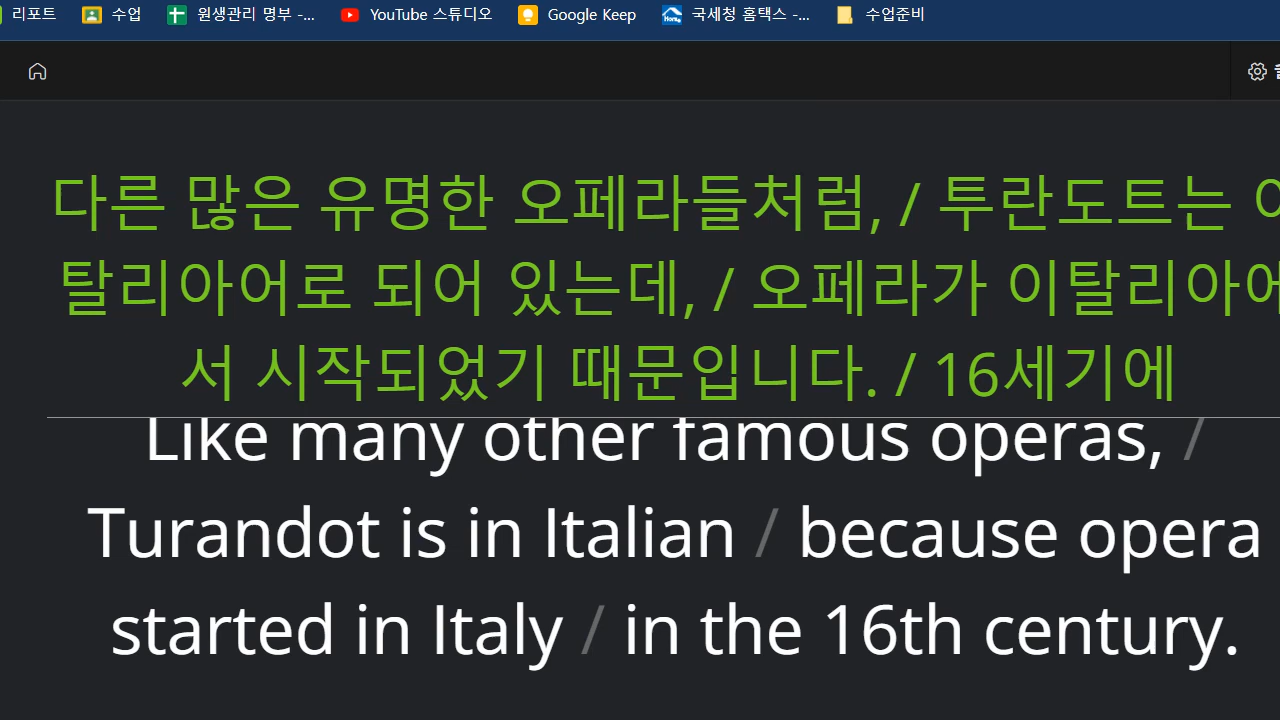 리포트 수업 원생관리 명부 -... YouTube 스튜디오 Google Keep 국세청 홈택스 -... 수업준비
다른 많은 유명한 오페라들처럼, / 투란도트는 이
탈리아어로 되어 있는데, / 오페라가 이탈리아에
서 시작되었기 때문입니다. / 16세기에
Like many other famous operas, /
Turandot is in Italian / because opera
started in Italy / in the 16th century.